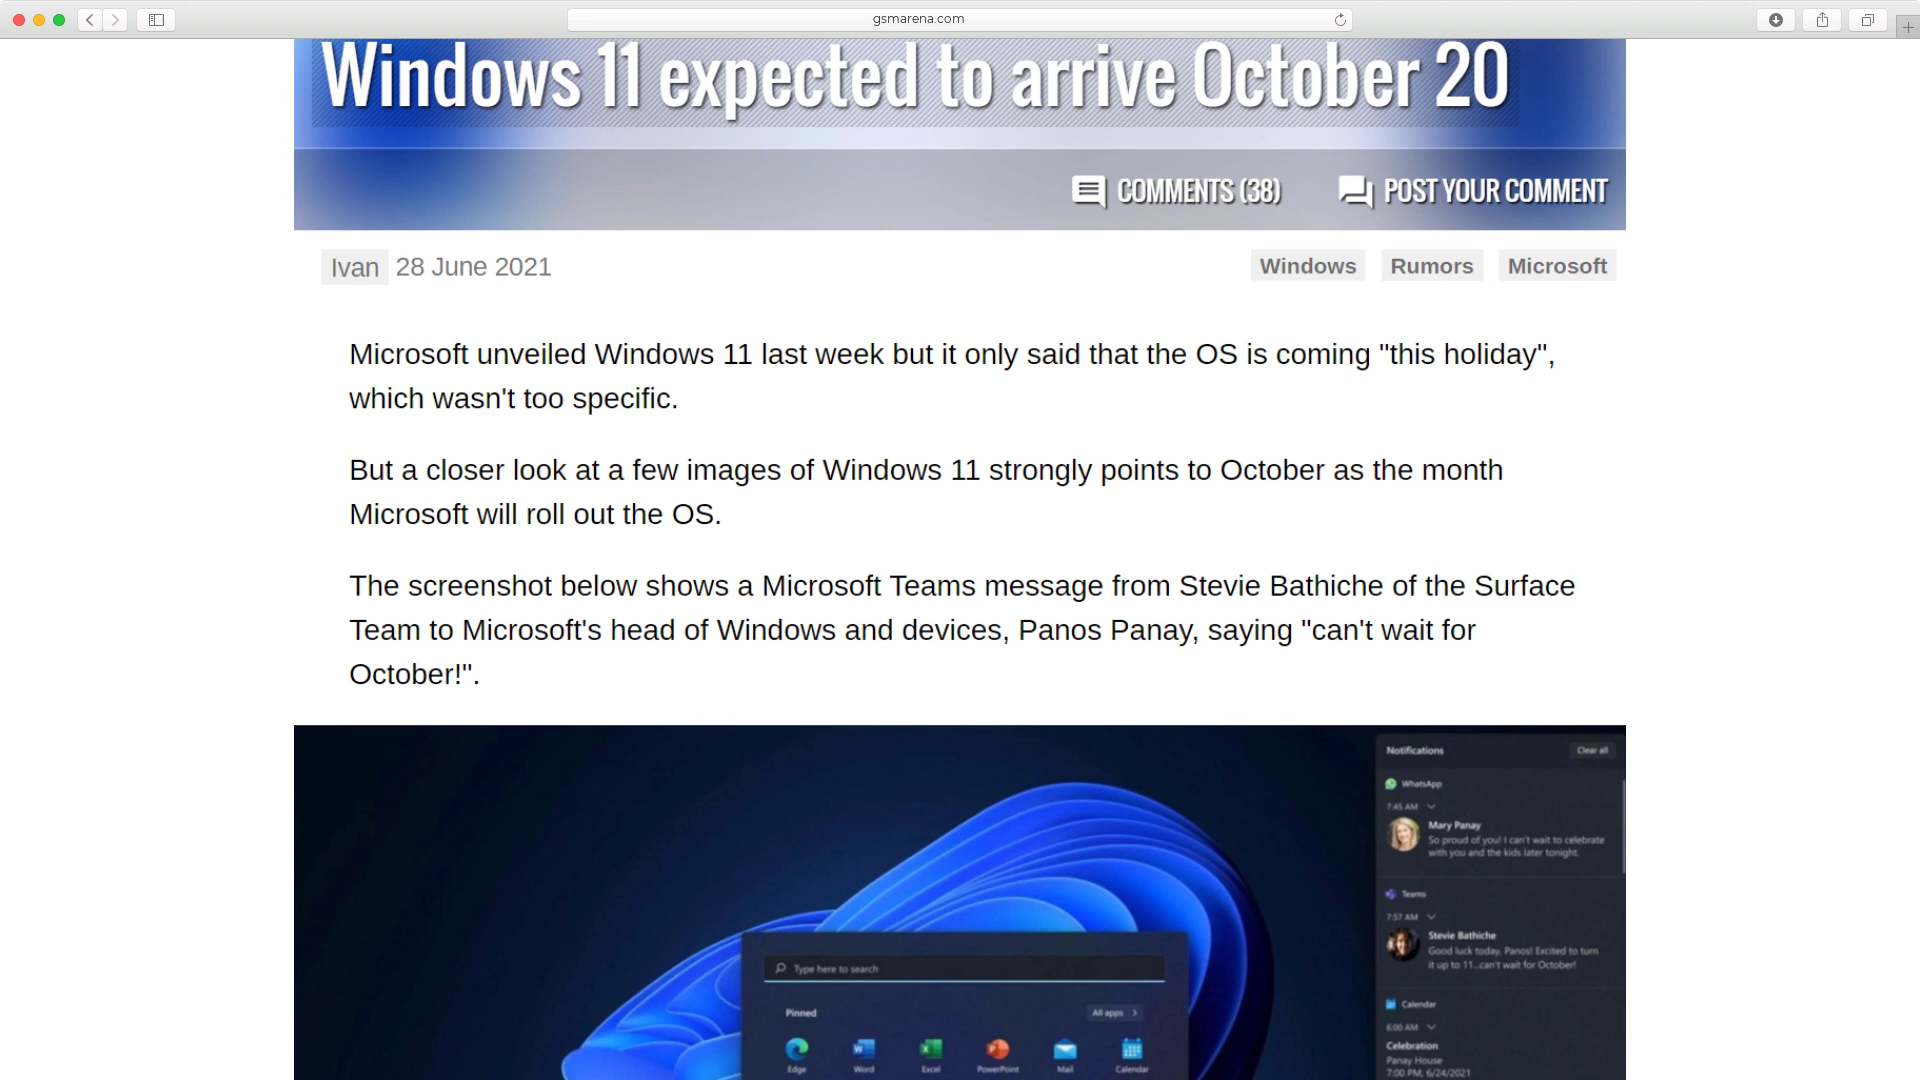 gsmarena.com
Windows 11 expected to arrive October 20
COMMENTS (38)
POST YOUR COMMENT
Ivan 28 June 2021
Windows Rumors Microsoft
Microsoft unveiled Windows 11 last week but it only said that the OS is coming "this holiday",
which wasn't too specific.
But a closer look at a few images of Windows 11 strongly points to October as the month
Microsoft will roll out the OS.
The screenshot below shows a Microsoft Teams message from Stevie Bathiche of the Surface
Team to Microsoft's head of Windows and devices, Panos Panay, saying "can't wait for
October!".
Notifications
Clear all
WhatsApp
7:45 AM
Mary Panay
So proud of you! I can't wait to celebrate
with you and the kids later tonight.
Teams
7:57 AM
Stevie Bathiche
Good luck today, Panos! Excited to turn
it up to 11...can't wait for October!
Calendar
6:00 AM
Celebration
Panay House
7:00 PM, 6/24/2021
Type here to search
Pinned
All apps >
Edge
Word
Excel
PowerPoint
Mail
Calendar